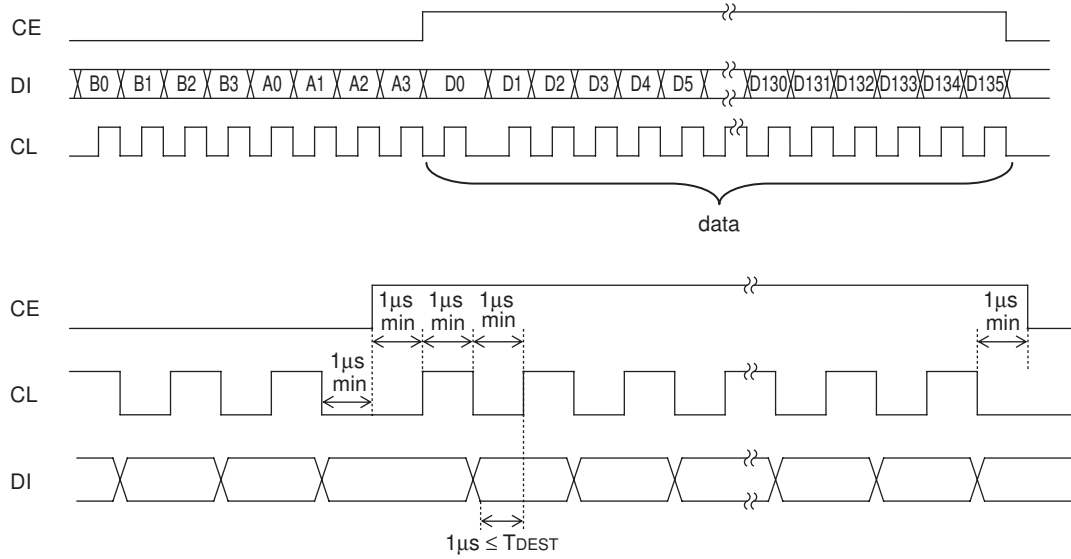 CE
DI B0 B1 B2 B3 A0 A1 A2 A3 D0 D1 D2 D3 D4 D5 D130 D131 D132 D133 D134 D135
CL
data
CE 1μs min 1μs min 1μs min 1μs min
1μs min
CL
DI
1μs ≤ TDEST